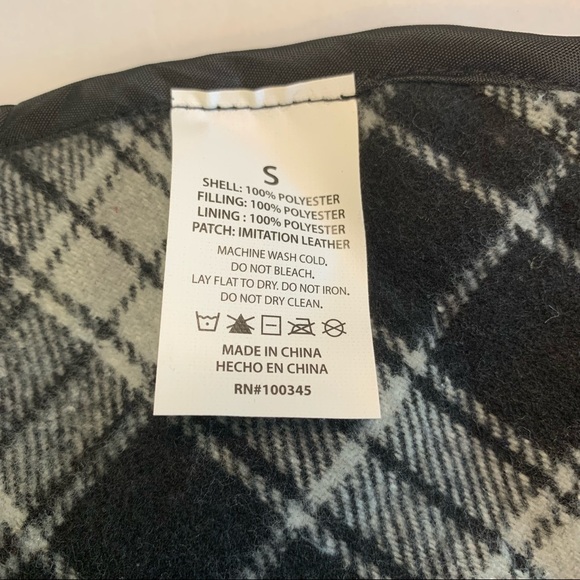 S
SHELL: 100% POLYESTER
FILLING: 100% POLYESTER
LINING : 100% POLYESTER
PATCH: IMITATION LEATHER
MACHINE WASH COLD,
DO NOT BLEACH.
LAY FLAT TO DRY. DO NOT IRON.
DO NOT DRY CLEAN.
MADE IN CHINA
HECHO EN CHINA
RN#100345